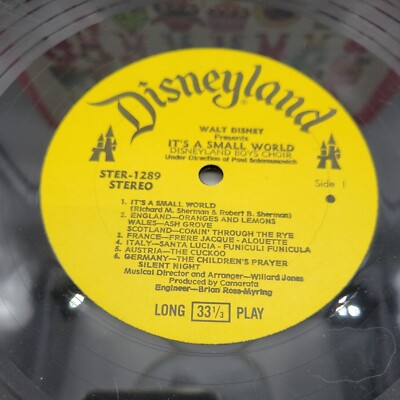 Disneyland®
WALT DISNEY
Presents
IT'S A SMALL WORLD
DISNEYLAND BOYS CHOIR
Under Direction of Paul Salamunovich
STER-1289
STEREO
Side 1
1. IT'S A SMALL WORLD
(Richard M. Sherman & Robert B. Sherman)
2. ENGLAND—ORANGES AND LEMONS
WALES—ASH GROVE
SCOTLAND—COMIN' THROUGH THE RYE
3. FRANCE—FRERE JACQUE - ALOUETTE
4. ITALY—SANTA LUCIA - FUNICULI FUNICULA
5. AUSTRIA—THE CUCKOO
6. GERMANY—THE CHILDREN'S PRAYER
SILENT NIGHT
Musical Director and Arranger—Willard Jones
Produced by Camarata
Engineer—Brian Ross-Myring
LONG 33 1/3 PLAY